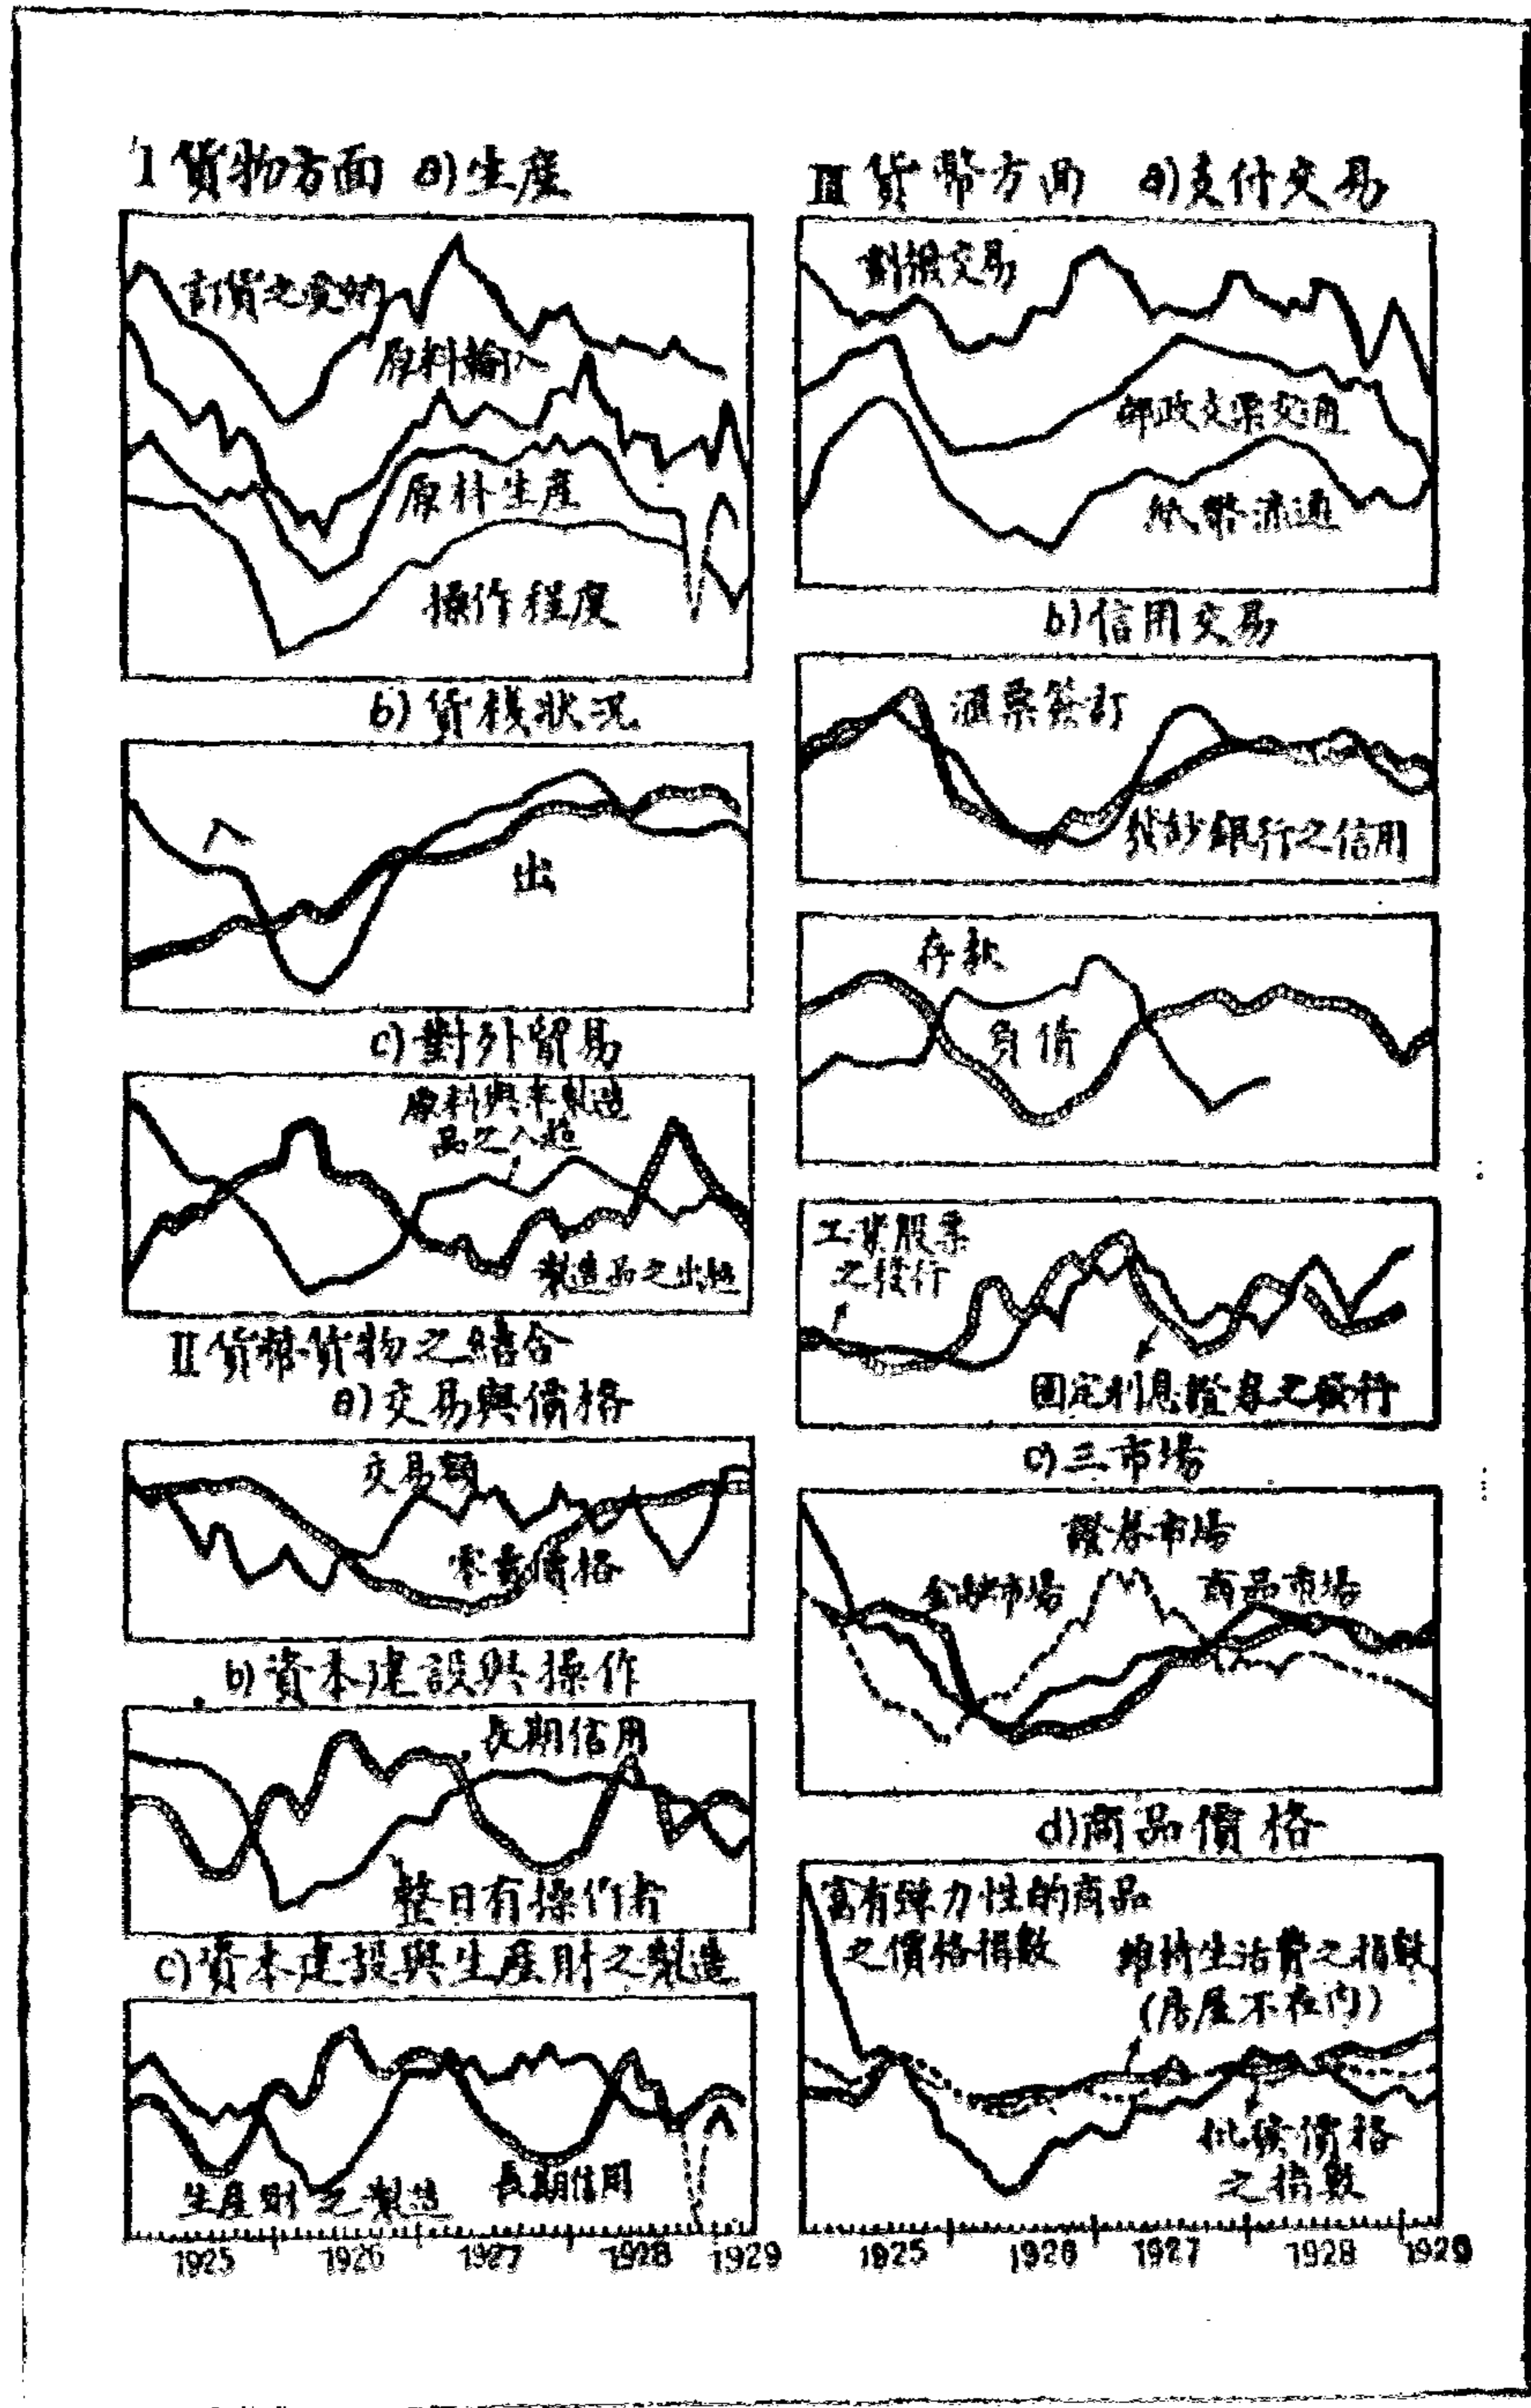 I 貨物方面 a)生産
訂貨之受納
原料輸入
原料生産
操作程度
b)貨棧狀況
入
出
c)對外貿易
原料與半製造
品之入超
製造品之出超
II 貨幣貨物之結合
a)交易與價格
交易額
零售價格
b)資本建設與操作
長期信用
整日有操作者
c)資本建設與生産財之製造
生産財之製造
長期信用
1925 1926 1927 1928 1929
III 貨幣方面 a)支付交易
劃撥交易
郵政支票交用
紙幣流通
b)信用交易
滙票簽訂
發鈔銀行之信用
存款
負債
工業股票
之發行
固定利息證券之發行
c)三市場
證券市場
金融市場
商品市場
d)商品價格
富有彈力性的商品
之價格指數
維持生活費之指數
(房屋不在內)
批發價格
之指數
1925 1926 1927 1928 1929